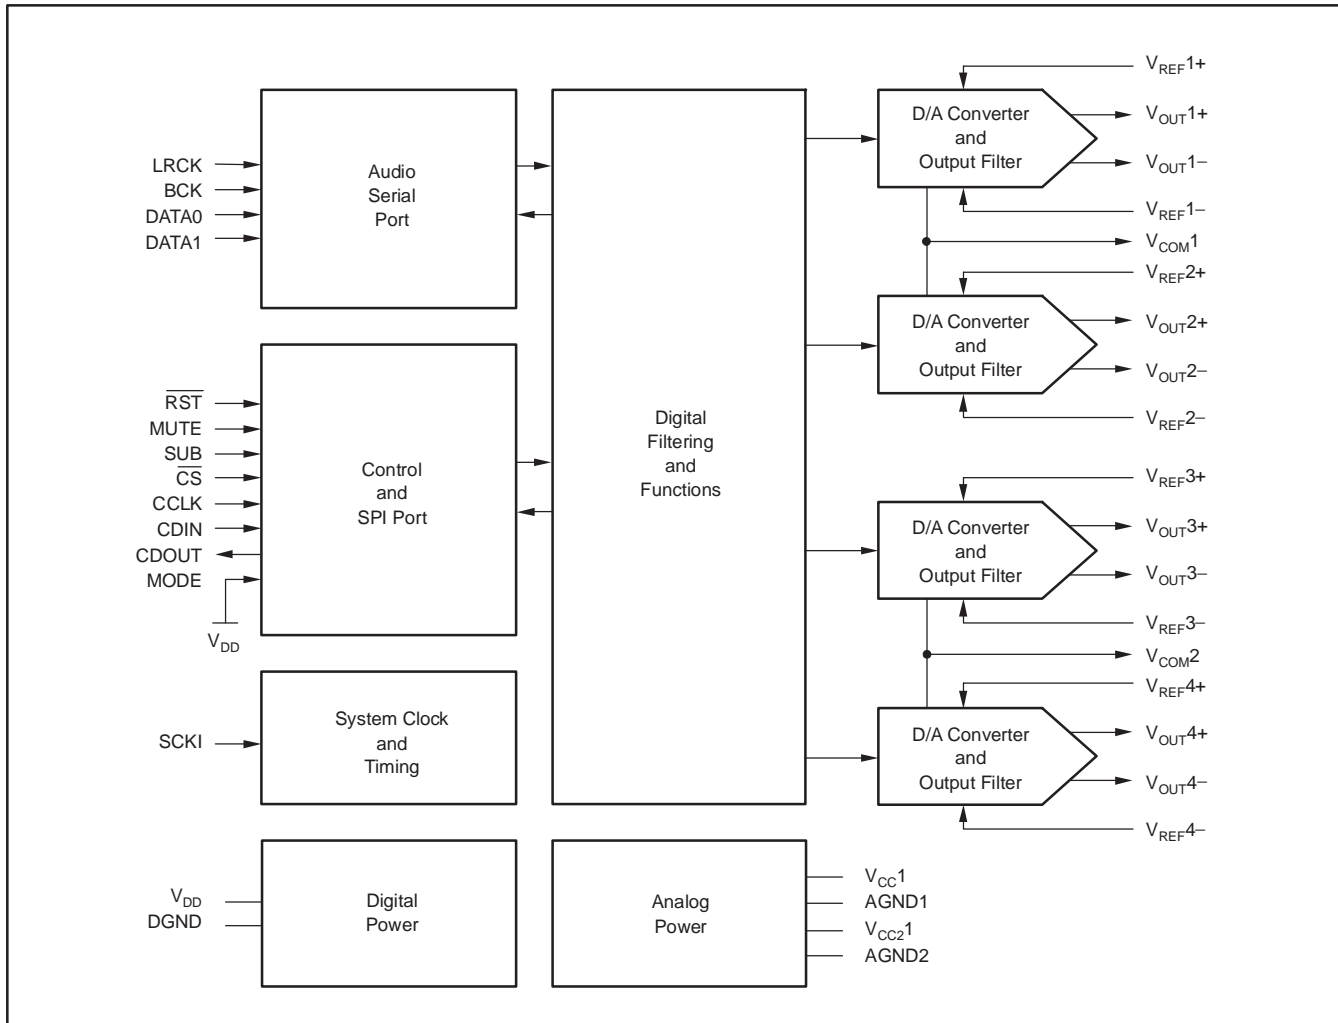 LRCK
BCK
DATA0
DATA1
Audio
Serial
Port
RST
MUTE
SUB
CS
CCLK
CDIN
CDOUT
MODE
VDD
Control
and
SPI Port
SCKI
System Clock
and
Timing
VDD
DGND
Digital
Power
Digital
Filtering
and
Functions
Analog
Power
VCC1
AGND1
VCC21
AGND2
D/A Converter
and
Output Filter
VREF1+
VOUT1+
VOUT1−
VREF1−
VCOM1
D/A Converter
and
Output Filter
VREF2+
VOUT2+
VOUT2−
VREF2−
D/A Converter
and
Output Filter
VREF3+
VOUT3+
VOUT3−
VREF3−
VCOM2
D/A Converter
and
Output Filter
VREF4+
VOUT4+
VOUT4−
VREF4−